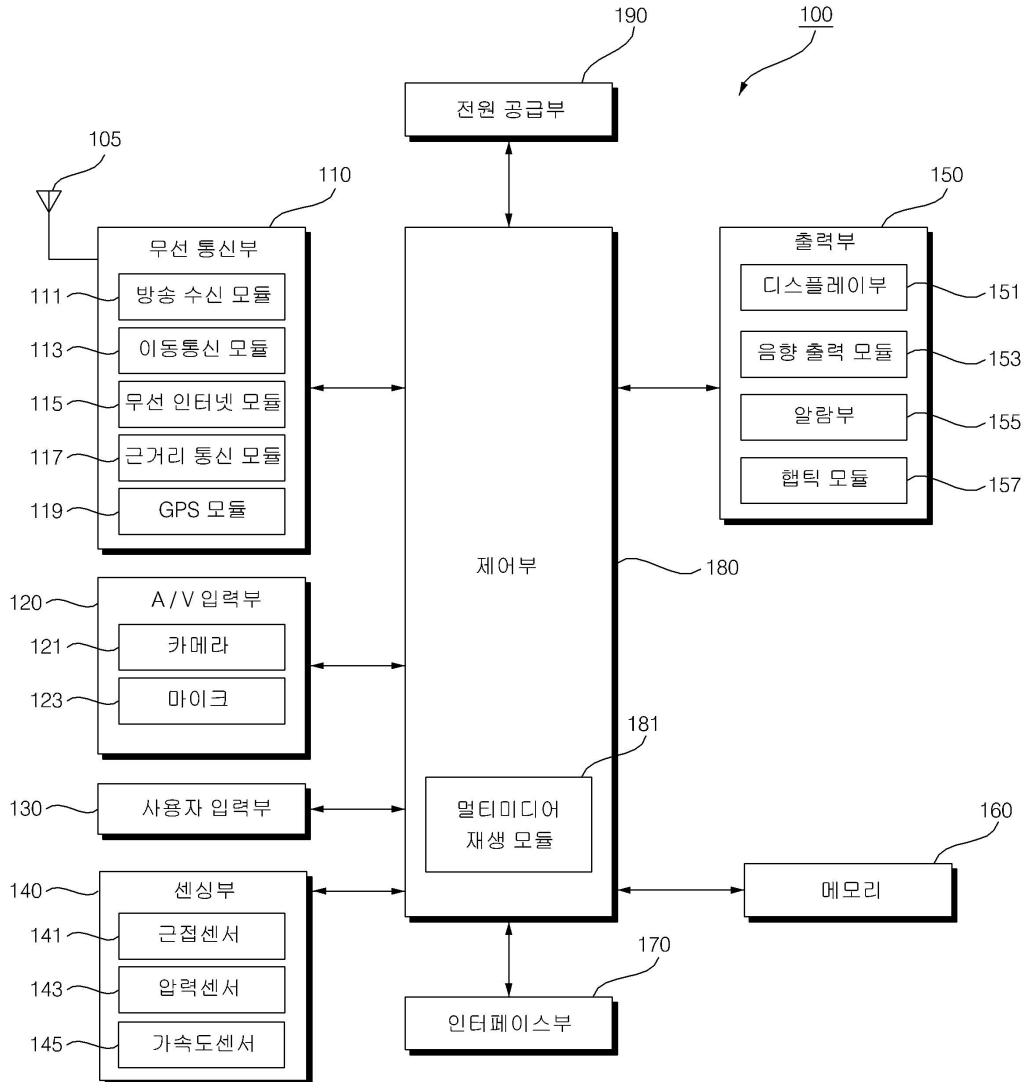 190
100
전원 공급부
105
110
150
무선 통신부
출력부
111
방송 수신 모듈
디스플레이부
151
113
이동통신 모듈
음향 출력 모듈
153
115
무선 인터넷 모듈
알람부
155
117
근거리 통신 모듈
햅틱 모듈
157
119
GPS 모듈
제어부
180
120
A / V 입력부
121
카메라
123
마이크
181
130
사용자 입력부
멀티미디어
재생 모듈
160
140
센싱부
메모리
141
근접센서
170
143
압력센서
인터페이스부
145
가속도센서